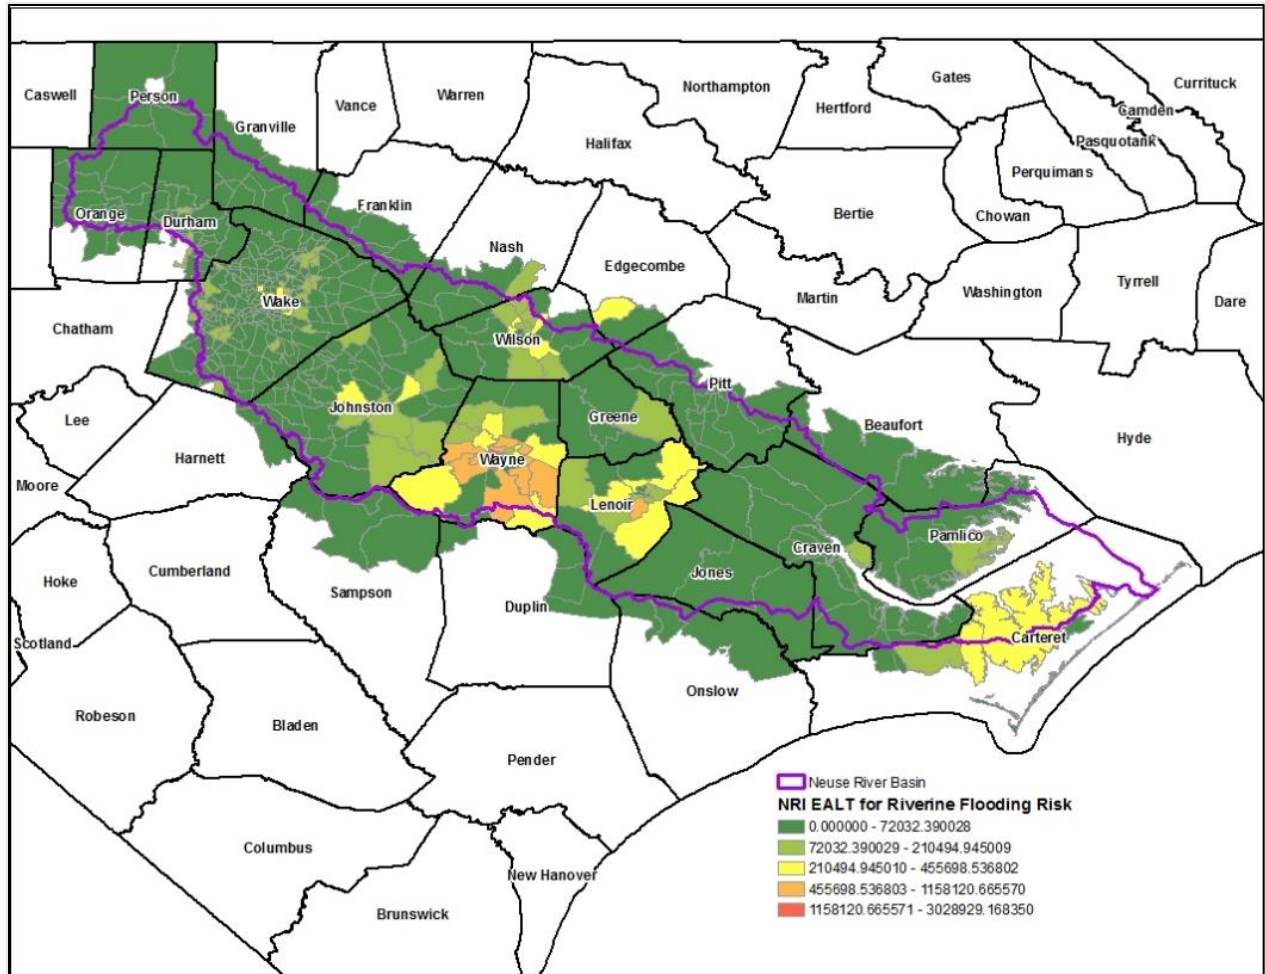 Gates
Currituck
Northampton
Caswell
Person
Vance
Warren
Hertford
Camden
Granville
Pasquotank
Halifax
Perquimans
Franklin
Bertie
Chowan
Orange
Durham
Nash
Edgecombe
Tyrrell
Washington
Martin
Dare
Wake
Chatham
Wilson
Pitt
Johnston
Greene
Lee
Beaufort
Hyde
Harnett
Wayne
Moore
Lenoir
Pamlico
Craven
Jones
Cumberland
Hoke
Sampson
Duplin
Carteret
Scotland
Onslow
Robeson
Bladen
Pender
Neuse River Basin
NRI EALT for Riverine Flooding Risk
0.000000 - 72032.390028
72032.390029 - 210494.945009
210494.945010 - 455698.536802
455698.536803 - 1158120.665570
1158120.665571 - 3028929.168350
Columbus
New Hanover
Brunswick